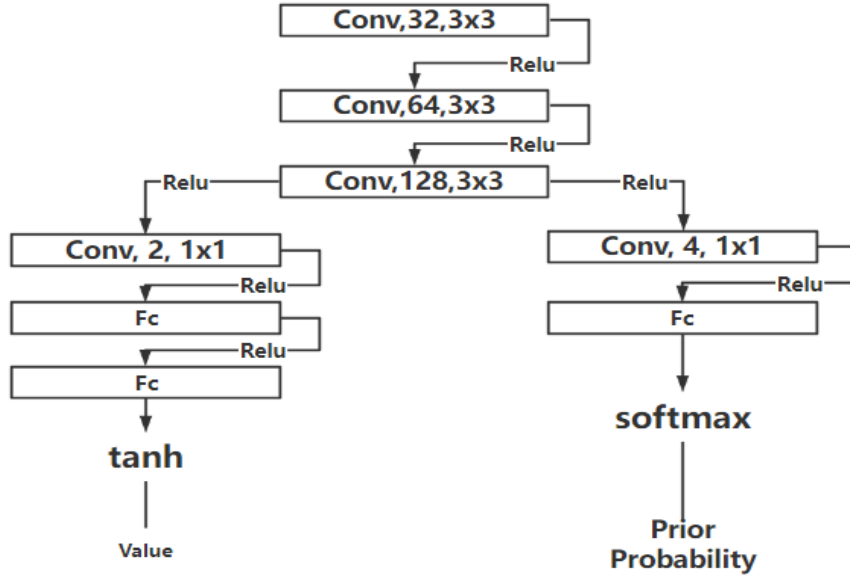 Conv,32,3x3
Relu
Conv,64,3x3
Relu
Conv,128,3x3
Relu
Relu
Conv, 2, 1x1
Relu
Fc
Relu
Fc
tanh
Value
Conv, 4, 1x1
Relu
Fc
softmax
Prior
Probability